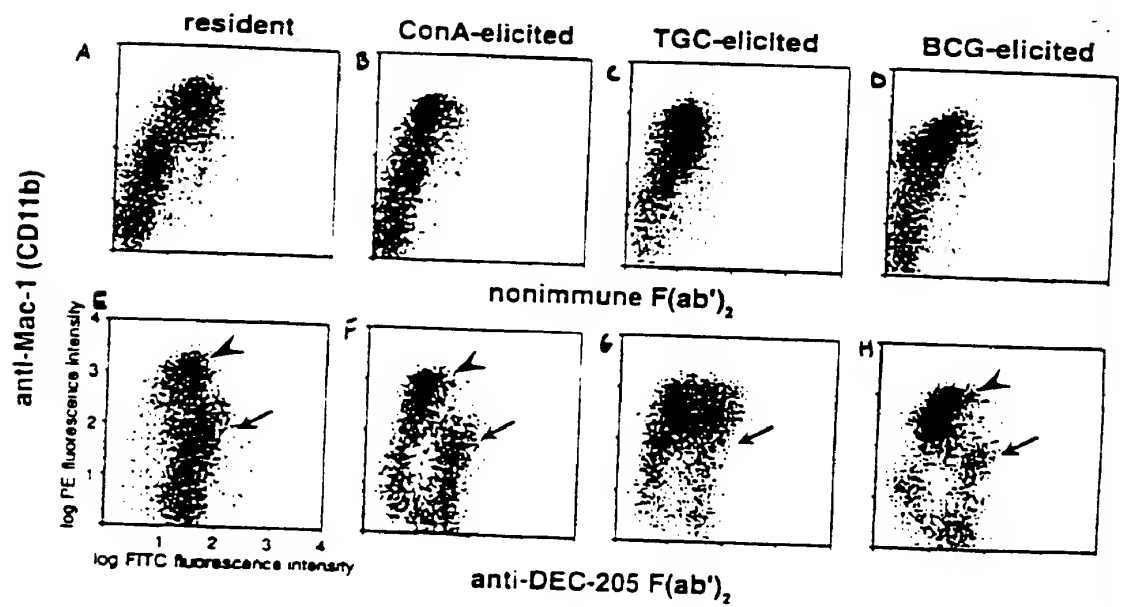 resident
ConA-elicited
TGC-elicited
BCG-elicited
A
B
C
D
anti-Mac-1 (CD11b)
nonimmune F(ab')₂
E
F
G
H
log PE fluorescence intensity
4
3
2
1
1 2 3 4
log FITC fluorescence intensity
anti-DEC-205 F(ab')₂